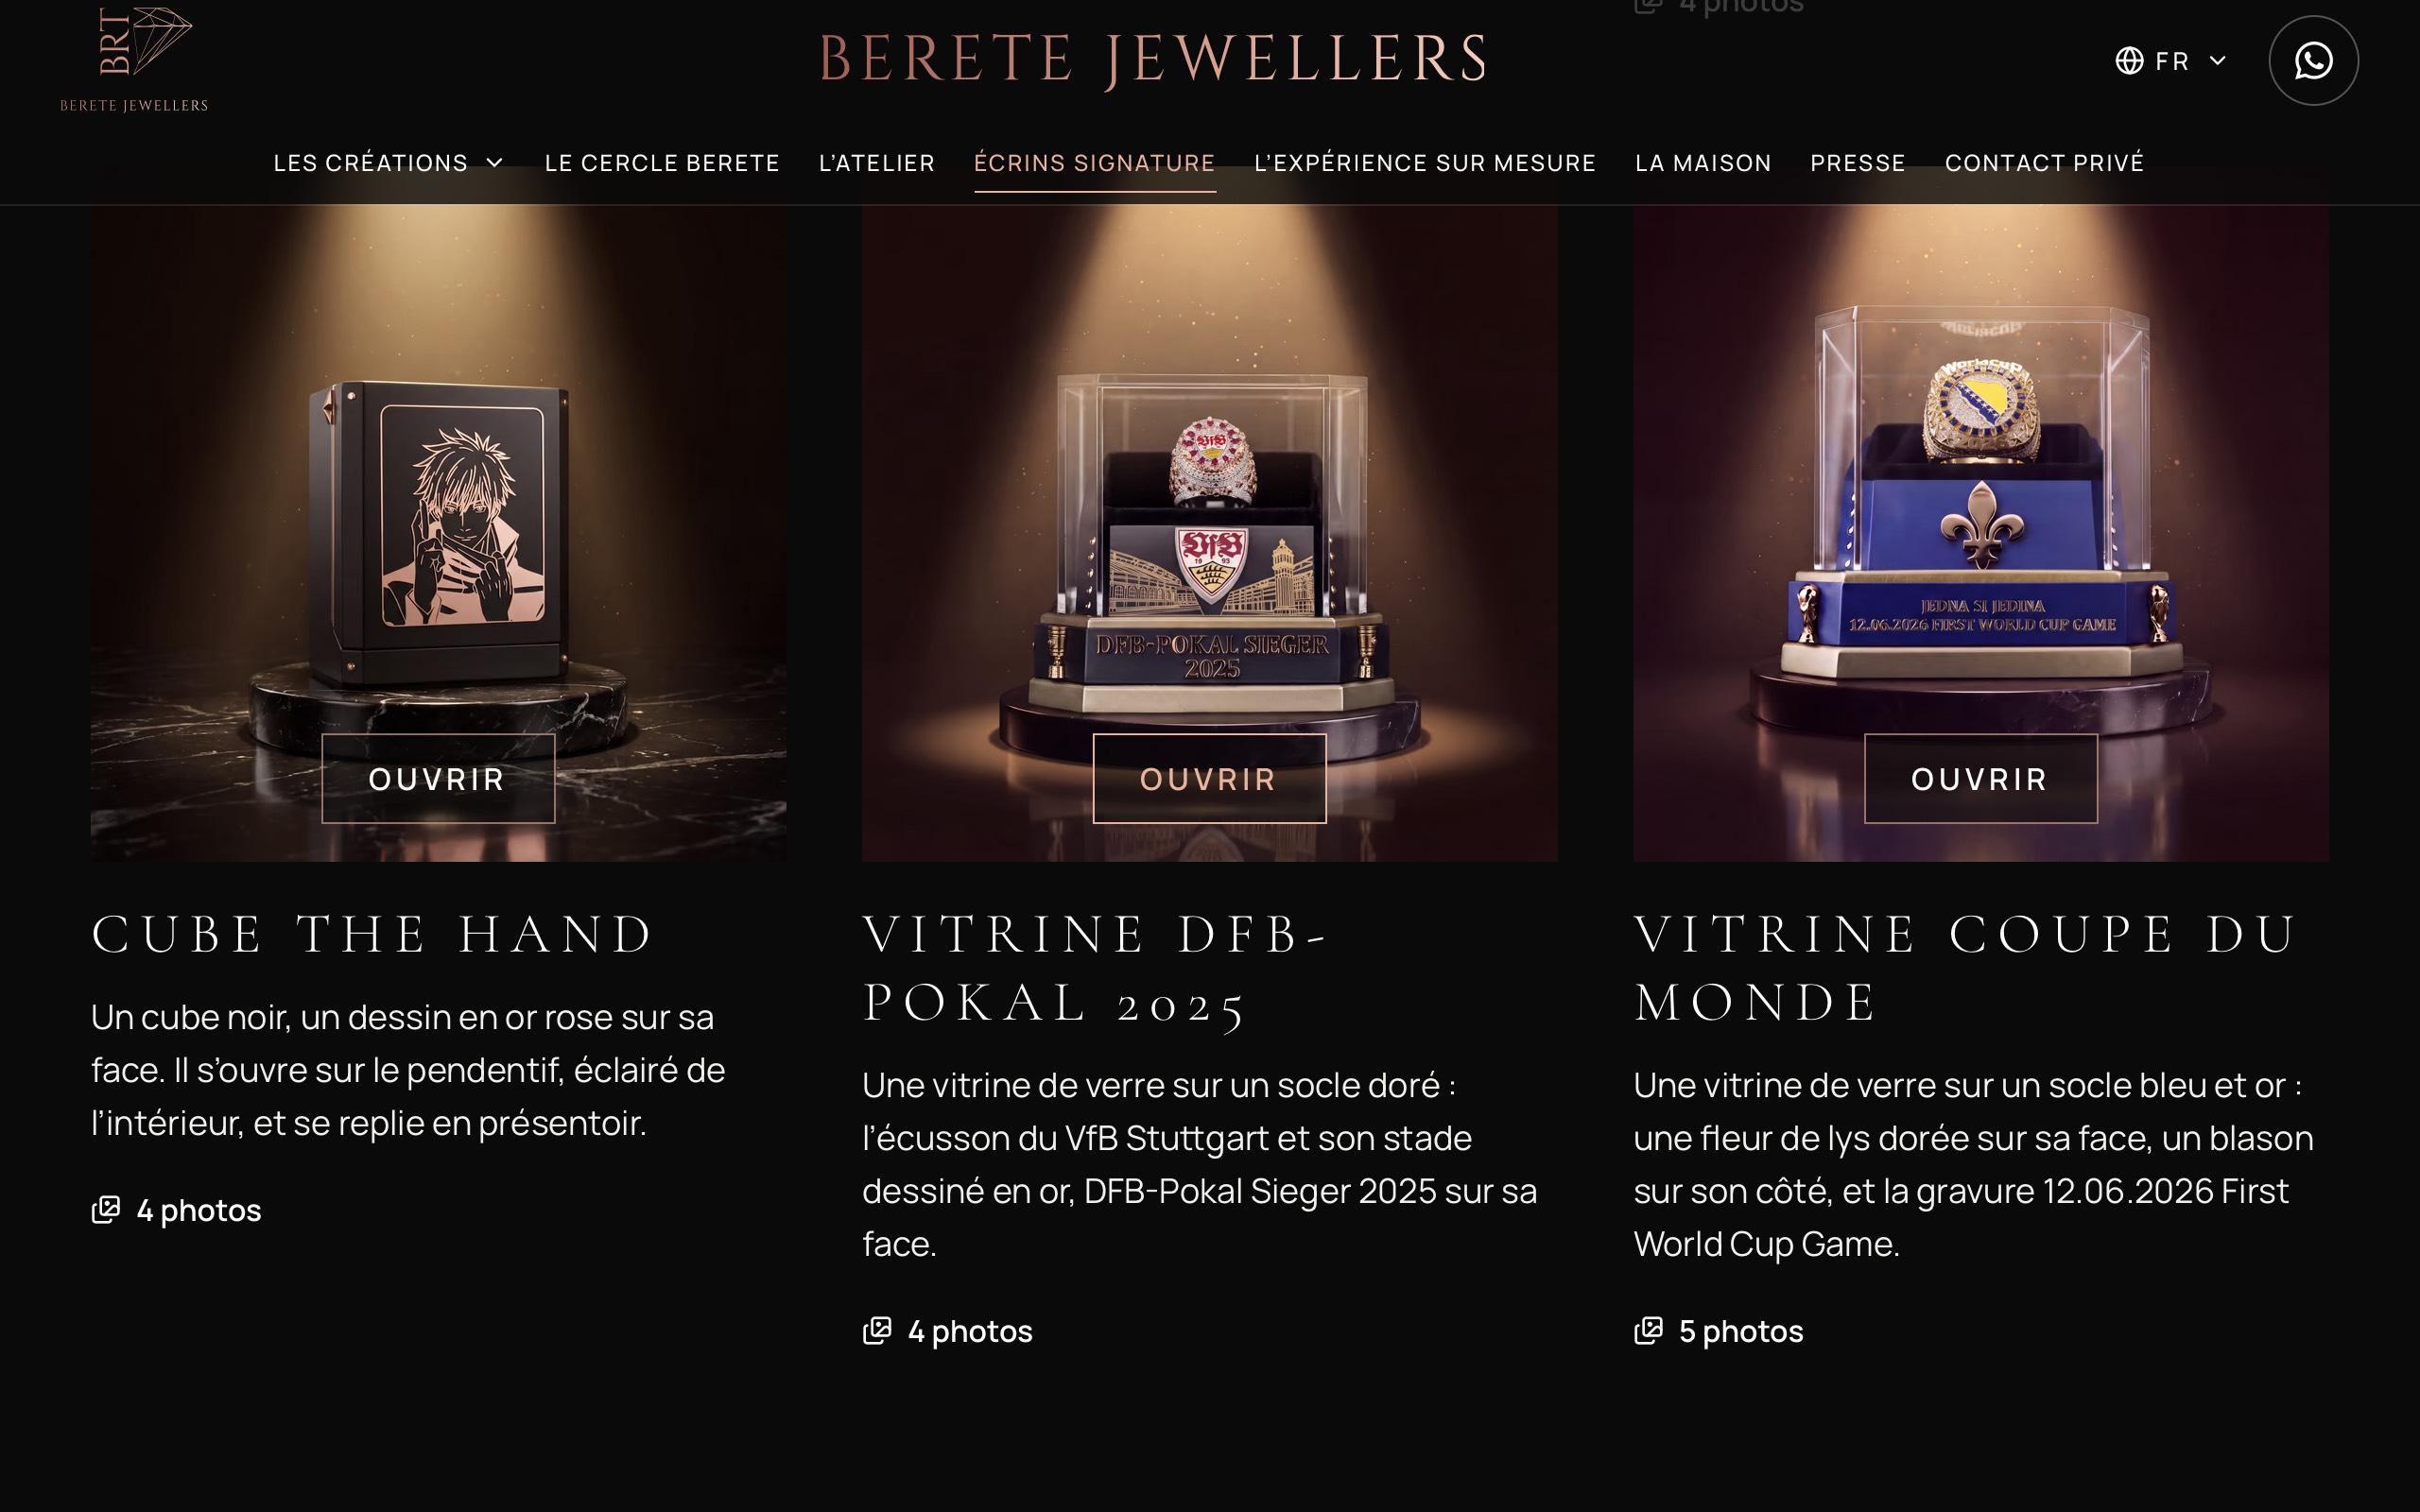 4 photos
BRT
BERETE JEWELLERS
BERETE JEWELLERS
FR
LES CRÉATIONS
LE CERCLE BERETE
L’ATELIER
ÉCRINS SIGNATURE
L’EXPÉRIENCE SUR MESURE
LA MAISON
PRESSE
CONTACT PRIVÉ
VfB
VfB
19 93
DFB-POKAL SIEGER
2025
WorldCup
JEDNA SI JEDINA
12.06.2026 FIRST WORLD CUP GAME
OUVRIR
OUVRIR
OUVRIR
CUBE THE HAND
Un cube noir, un dessin en or rose sur sa
face. Il s’ouvre sur le pendentif, éclairé de
l’intérieur, et se replie en présentoir.
4 photos
VITRINE DFB-
POKAL 2025
Une vitrine de verre sur un socle doré :
l’écusson du VfB Stuttgart et son stade
dessiné en or, DFB-Pokal Sieger 2025 sur sa
face.
4 photos
VITRINE COUPE DU
MONDE
Une vitrine de verre sur un socle bleu et or :
une fleur de lys dorée sur sa face, un blason
sur son côté, et la gravure 12.06.2026 First
World Cup Game.
5 photos